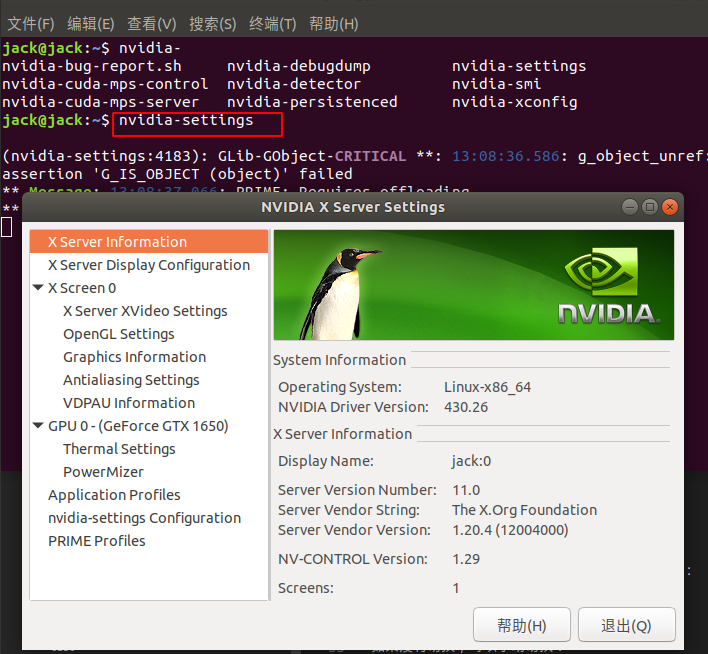 文件(F) 编辑(E) 查看(V) 搜索(S) 终端(T) 帮助(H)
jack@jack:~$ nvidia-
nvidia-bug-report.sh nvidia-debugdump nvidia-settings
nvidia-cuda-mps-control nvidia-detector nvidia-smi
nvidia-cuda-mps-server nvidia-persistenced nvidia-xconfig
jack@jack:~$ nvidia-settings
(nvidia-settings:4183): GLib-GObject-CRITICAL **: 13:08:36.586: g_object_unref:
assertion 'G_IS_OBJECT (object)' failed
** Message: 13:08:37.066: PRIME: Requires offloading
**
NVIDIA X Server Settings
X Server Information
X Server Display Configuration
X Screen 0
X Server XVideo Settings
OpenGL Settings
Graphics Information
Antialiasing Settings
VDPAU Information
GPU 0 - (GeForce GTX 1650)
Thermal Settings
PowerMizer
Application Profiles
nvidia-settings Configuration
PRIME Profiles
NVIDIA.
System Information
Operating System: Linux-x86_64
NVIDIA Driver Version: 430.26
X Server Information
Display Name: jack:0
Server Version Number: 11.0
Server Vendor String: The X.Org Foundation
Server Vendor Version: 1.20.4 (12004000)
NV-CONTROL Version: 1.29
Screens: 1
帮助(H) 退出(Q)